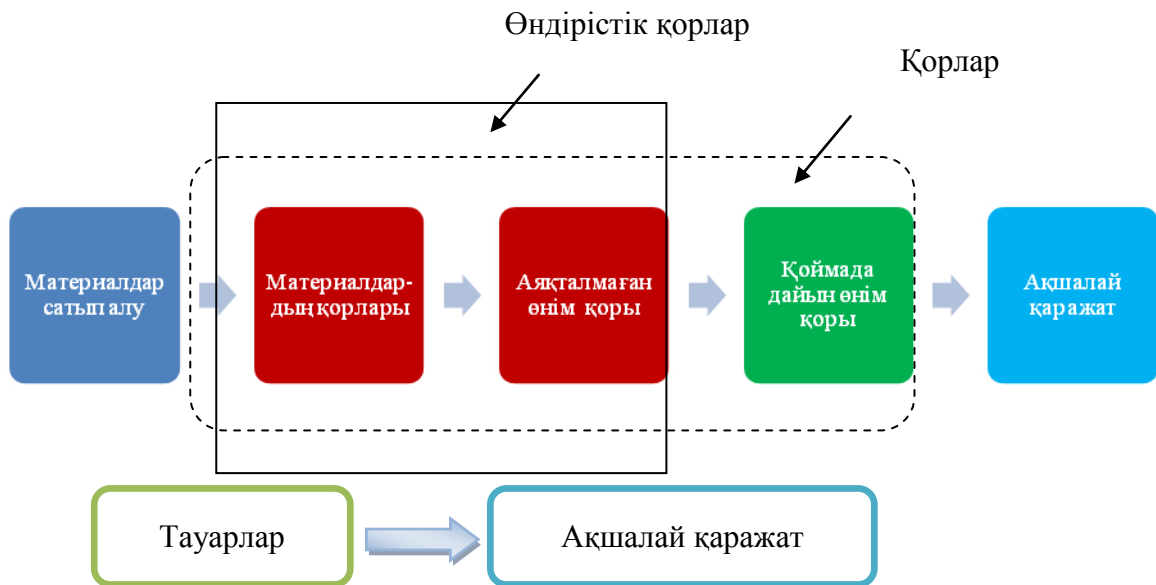 Өндірістік қорлар
Қорлар
Материалдар
сатып алу
Материалдар-
дың қорлары
Аяқталмаған
өнім қоры
Қоймада
дайын өнім
қоры
Ақшалай
қаражат
Тауарлар
Ақшалай қаражат